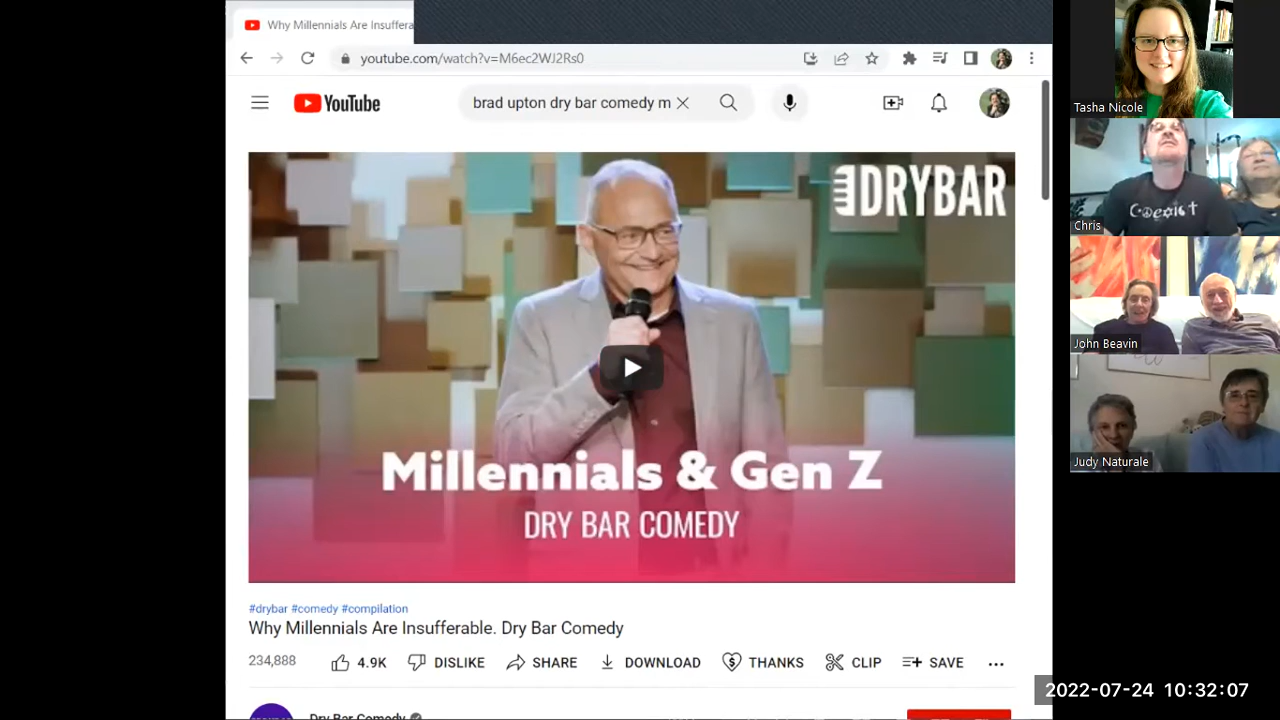 Why Millennials Are Insuffera
youtube.com/watch?v=M6ec2WJ2Rs0
YouTube
brad upton dry bar comedy m
DRYBAR
Millennials & Gen Z
DRY BAR COMEDY
#drybar #comedy #compilation
Why Millennials Are Insufferable. Dry Bar Comedy
234,888
4.9K
DISLIKE
SHARE
DOWNLOAD
THANKS
CLIP
SAVE
Dry Bar Comedy
Tasha Nicole
COEXIST
Chris
John Beavin
Judy Naturale
2022-07-24 10:32:07